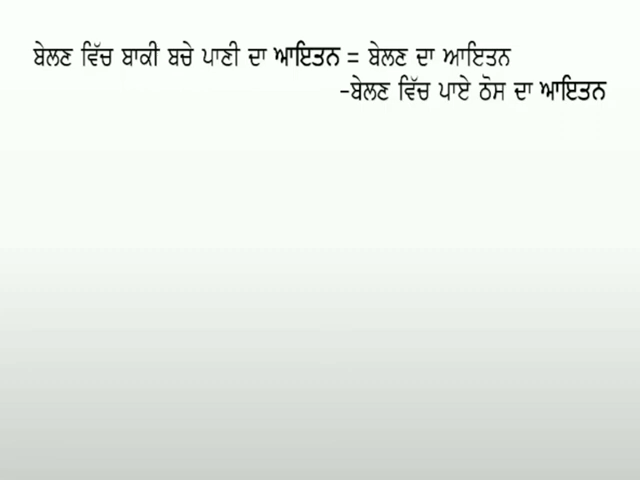 ਬੇਲਣ ਵਿੱਚ ਬਾਕੀ ਬਚੇ ਪਾਣੀ ਦਾ ਆਇਤਨ = ਬੇਲਣ ਦਾ ਆਇਤਨ
-ਬੇਲਣ ਵਿੱਚ ਪਾਏ ਠੋਸ ਦਾ ਆਇਤਨ